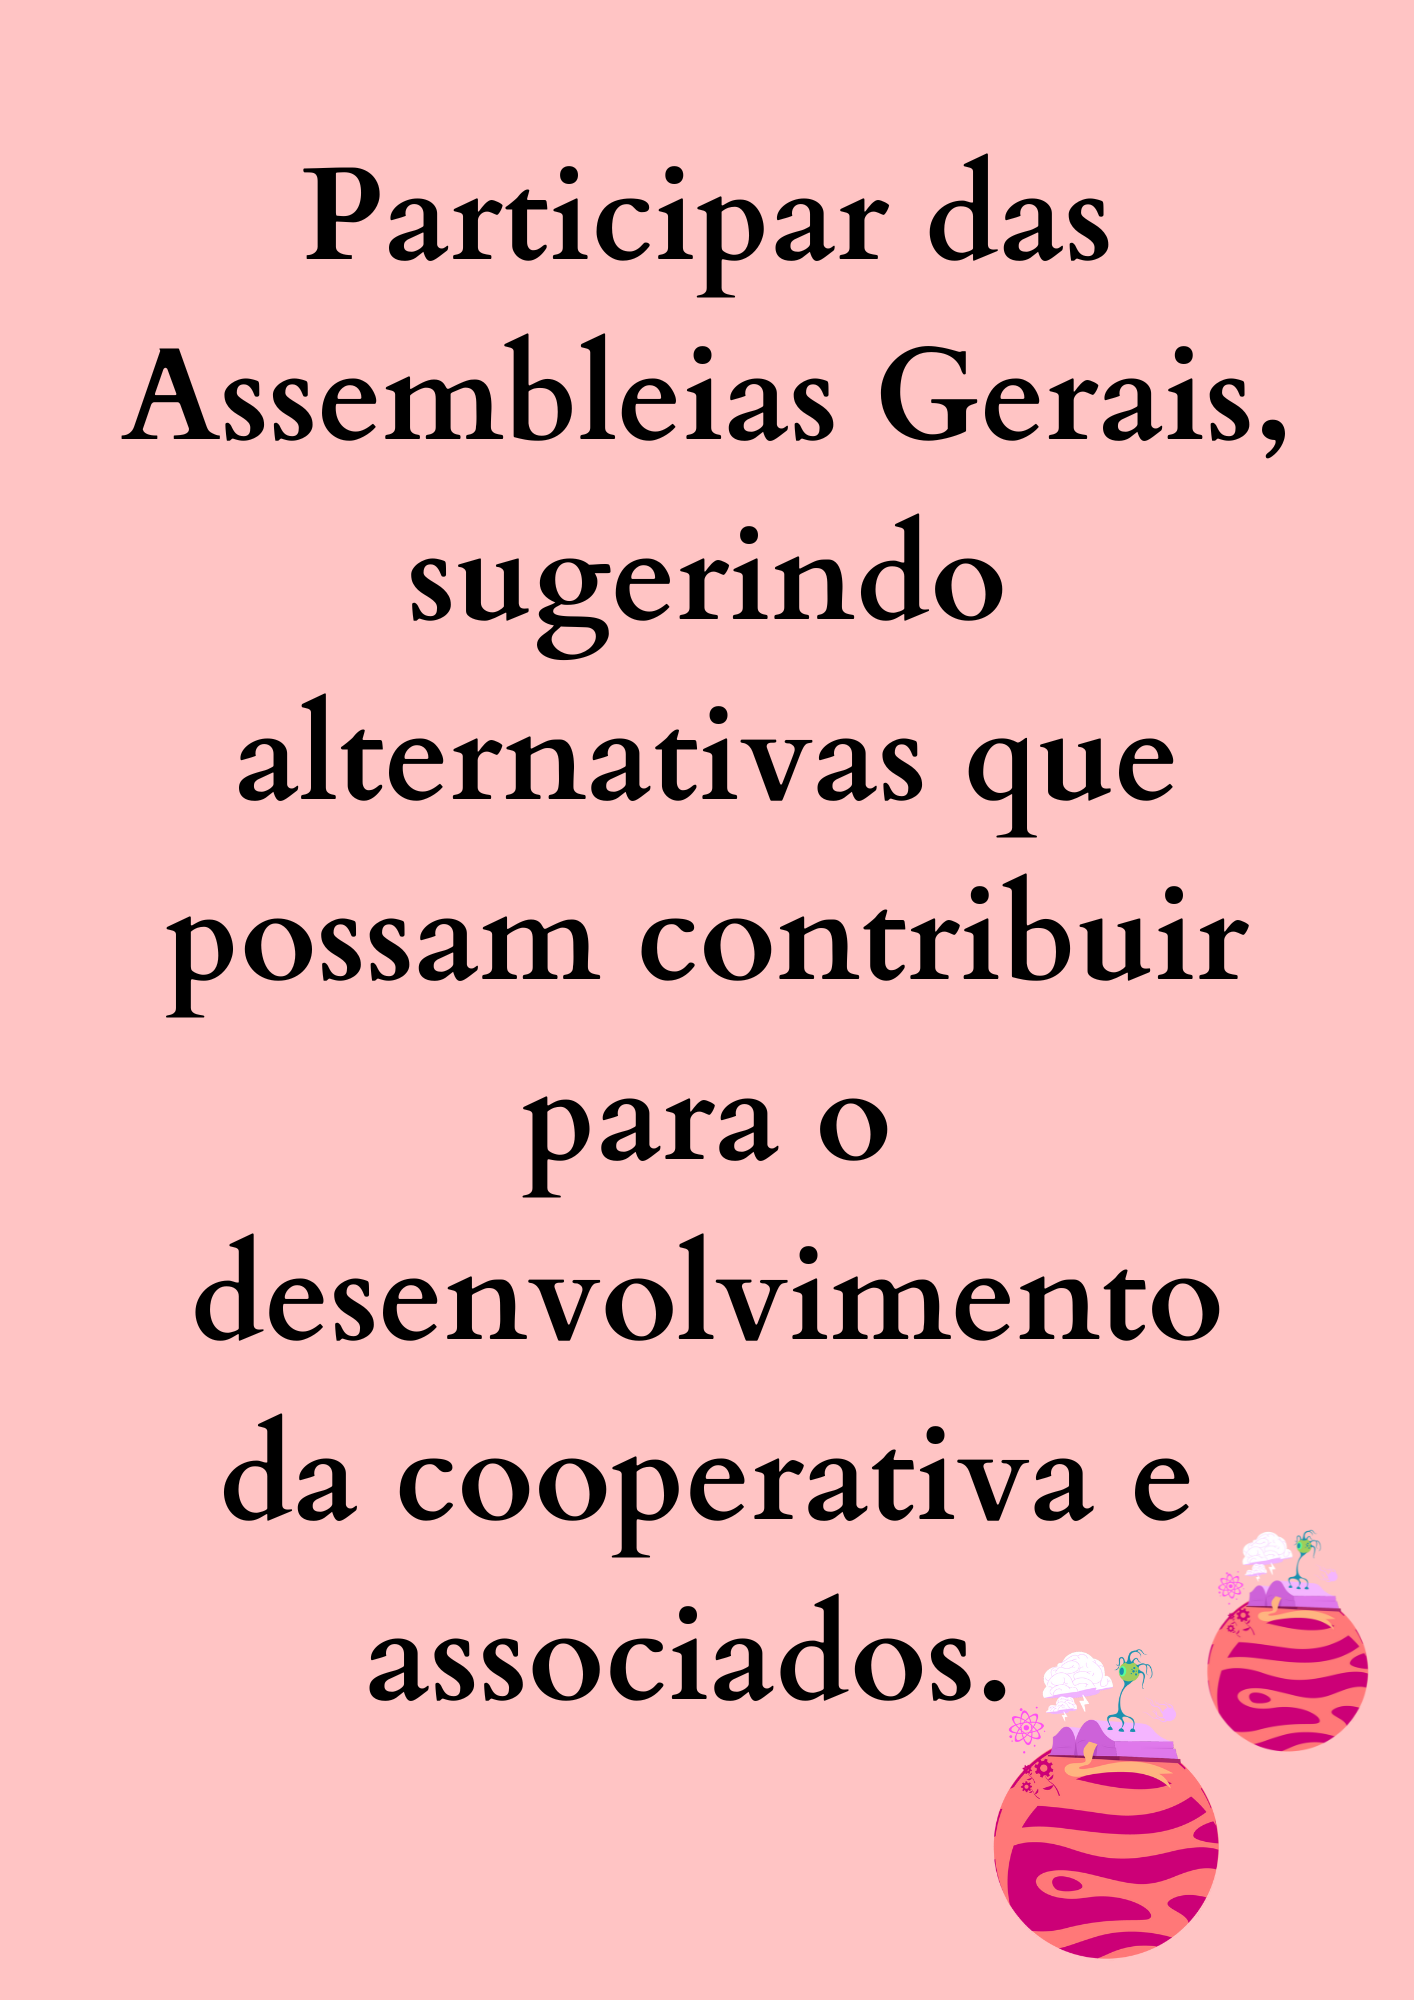 Participar das
Assembleias Gerais,
sugerindo
alternativas que
possam contribuir
para o
desenvolvimento
da cooperativa e
associados.